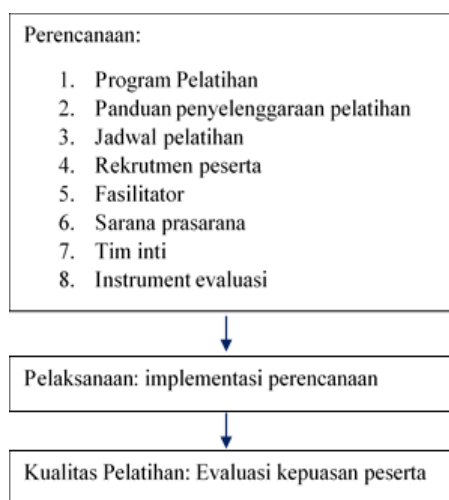 Perencanaan:
1. Program Pelatihan
2. Panduan penyelenggaraan pelatihan
3. Jadwal pelatihan
4. Rekrutmen peserta
5. Fasilitator
6. Sarana prasarana
7. Tim inti
8. Instrument evaluasi
Pelaksanaan: implementasi perencanaan
Kualitas Pelatihan: Evaluasi kepuasan peserta